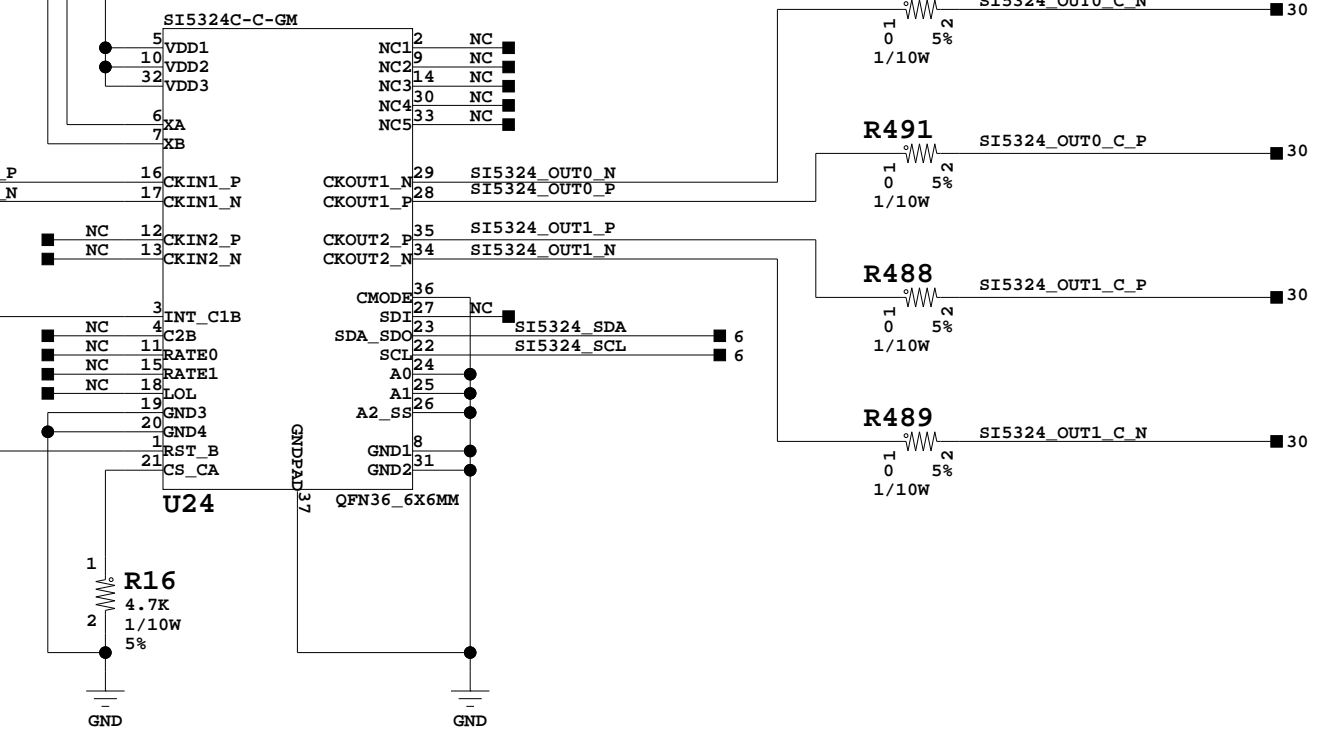 SI5324C-C-GM
5 VDD1
10 VDD2
32 VDD3
6 XA
7 XB
_P 16 CKIN1_P
_N 17 CKIN1_N
NC 12 CKIN2_P
NC 13 CKIN2_N
3 INT_C1B
NC 4 C2B
NC 11 RATE0
NC 15 RATE1
NC 18 LOL
19 GND3
20 GND4
1 RST_B
21 CS_CA
NC1 2 NC
NC2 9 NC
NC3 14 NC
NC4 30 NC
NC5 33 NC
CKOUT1_N 29 SI5324_OUT0_N
CKOUT1_P 28 SI5324_OUT0_P
CKOUT2_P 35 SI5324_OUT1_P
CKOUT2_N 34 SI5324_OUT1_N
CMODE 36
SDI 27 NC
SDA_SDO 23 SI5324_SDA 6
SCL 22 SI5324_SCL 6
A0 24
A1 25
A2_SS 26
GND1 8
GND2 31
GNDPAD 37
U24
QFN36_6X6MM
1
R16
4.7K
2 1/10W
5%
GND
GND
SI5324_OUT0_C_N 30
1 2
0 5%
1/10W
R491
SI5324_OUT0_C_P 30
1 2
0 5%
1/10W
R488
SI5324_OUT1_C_P 30
1 2
0 5%
1/10W
R489
SI5324_OUT1_C_N 30
1 2
0 5%
1/10W